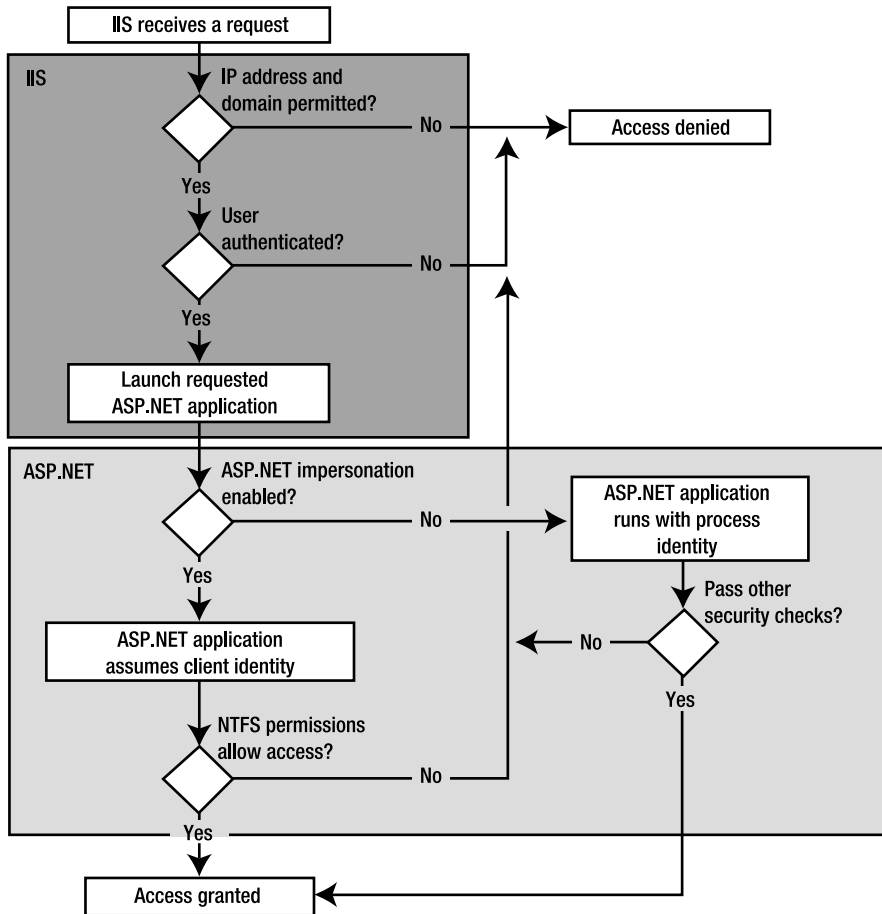 IIS receives a request
IIS
IP address and
domain permitted?
No
Access denied
Yes
User
authenticated?
No
Yes
Launch requested
ASP.NET application
ASP.NET
ASP.NET impersonation
enabled?
No
ASP.NET application
runs with process
identity
Yes
Pass other
security checks?
ASP.NET application
assumes client identity
No
Yes
NTFS permissions
allow access?
No
Yes
Access granted